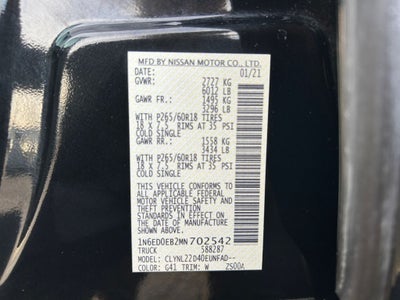 MFD BY NISSAN MOTOR CO., LTD.
DATE: 01/21
GVWR: 2727 KG
6012 LB
GAWR FR: 1495 KG
3296 LB
WITH P265/60R18 TIRES
18 X 7.5 RIMS AT 35 PSI
COLD SINGLE
GAWR RR: 1558 KG
3434 LB
WITH P265/60R18 TIRES
18 X 7.5 RIMS AT 35 PSI
COLD SINGLE
THIS VEHICLE CONFORMS TO ALL
APPLICABLE FEDERAL MOTOR
VEHICLE SAFETY AND THEFT
PREVENTION STANDARDS IN
EFFECT ON THE DATE OF
MANUFACTURE SHOWN ABOVE.
1N6ED0EB2MN702542
TRUCK 588287
MODEL: CLYNL22D40EUNFAD--
COLOR: G41 TRIM: W ZS00A